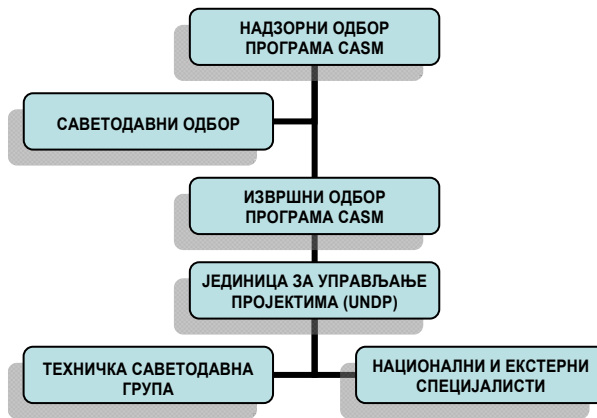 НАДЗОРНИ ОДБОР
ПРОГРАМА CASM
САВЕТОДАВНИ ОДБОР
ИЗВРШНИ ОДБОР
ПРОГРАМА CASM
ЈЕДИНИЦА ЗА УПРАВЉАЊЕ
ПРОЈЕКТИМА (UNDP)
ТЕХНИЧКА САВЕТОДАВНА
ГРУПА
НАЦИОНАЛНИ И ЕКСТЕРНИ
СПЕЦИЈАЛИСТИ